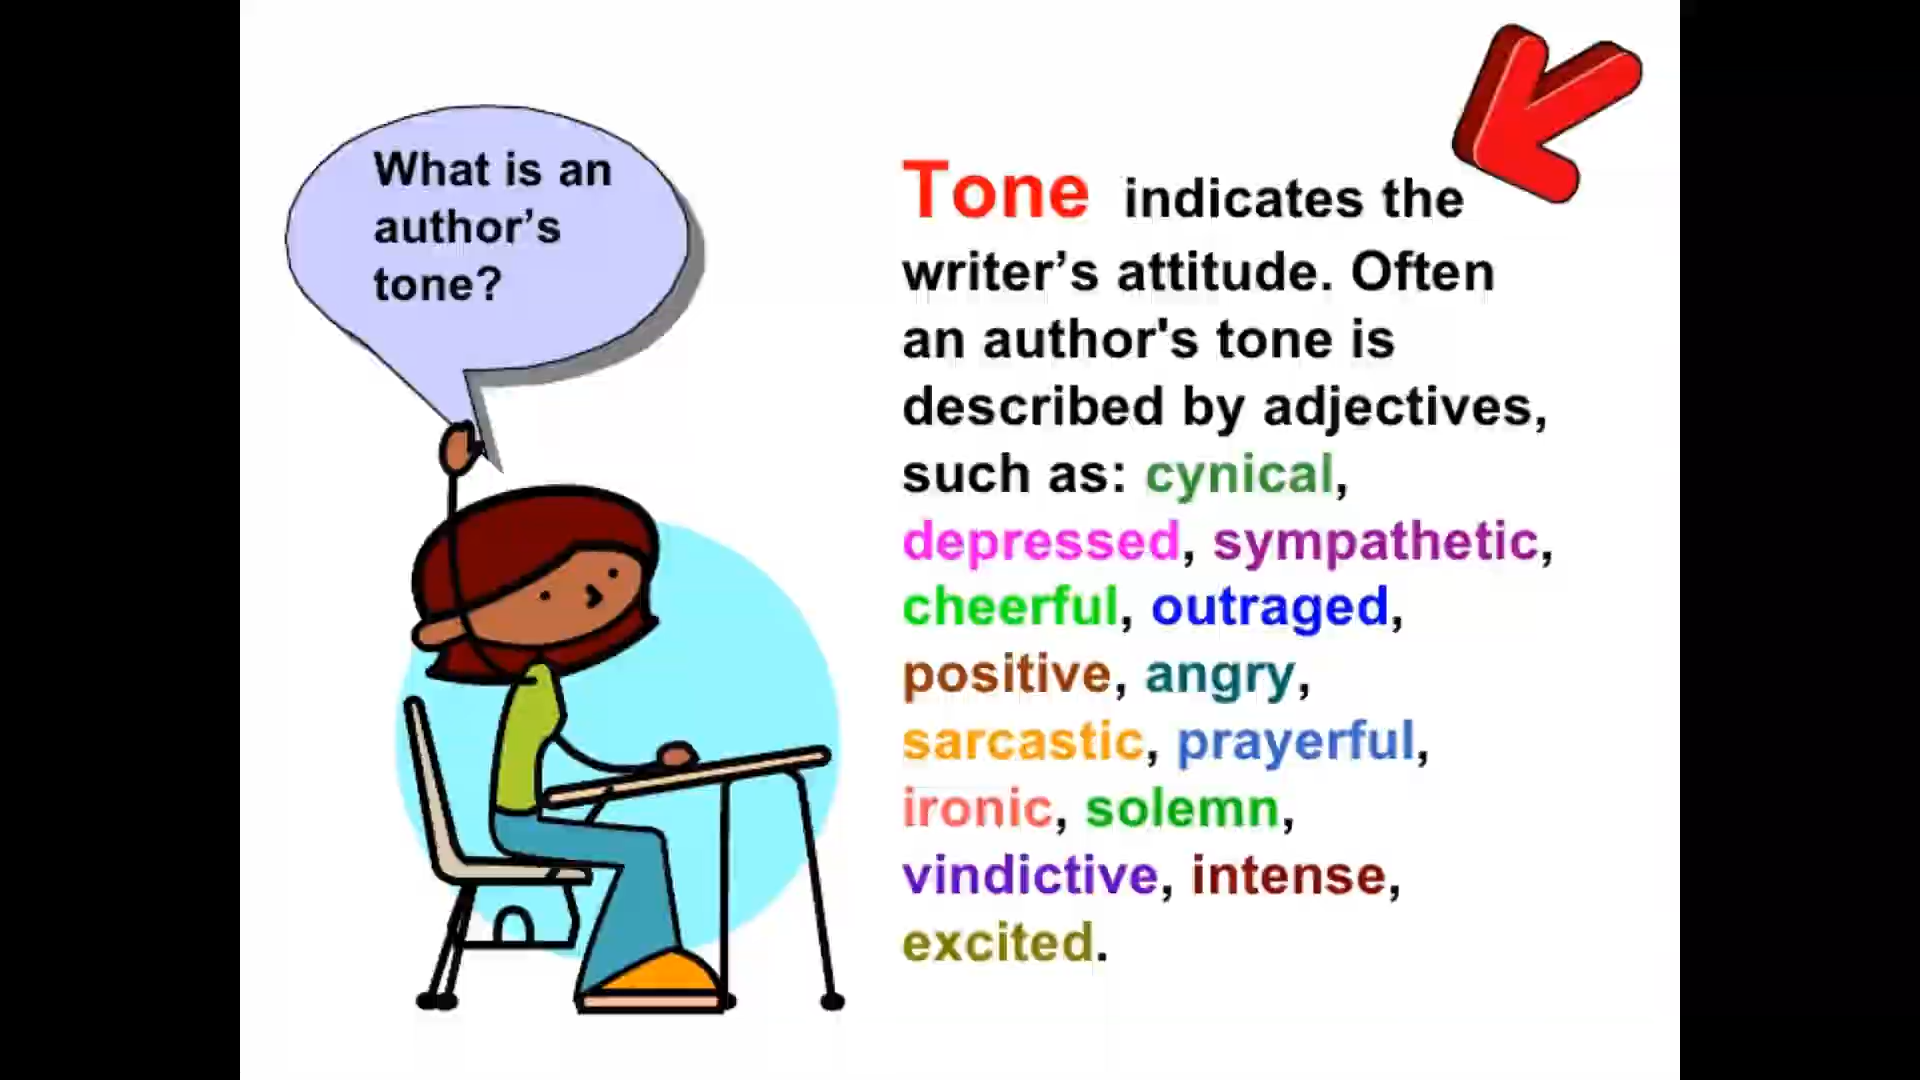 What is an
author’s
tone?
Tone indicates the
writer’s attitude. Often
an author's tone is
described by adjectives,
such as: cynical,
depressed, sympathetic,
cheerful, outraged,
positive, angry,
sarcastic, prayerful,
ironic, solemn,
vindictive, intense,
excited.